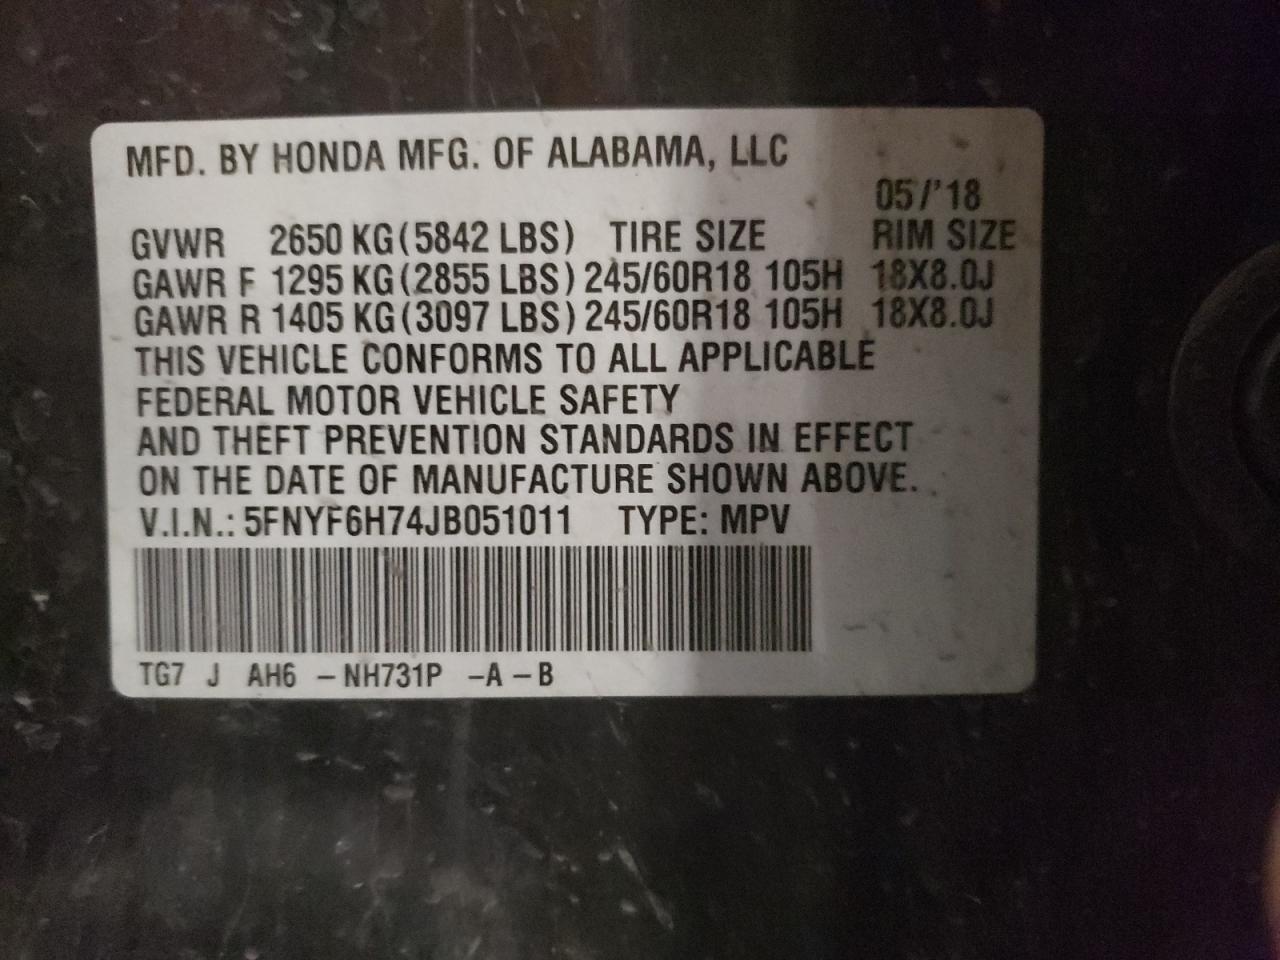 MFD. BY HONDA MFG. OF ALABAMA, LLC
05/'18
GVWR 2650 KG(5842 LBS) TIRE SIZE RIM SIZE
GAWR F 1295 KG(2855 LBS) 245/60R18 105H 18X8.0J
GAWR R 1405 KG(3097 LBS) 245/60R18 105H 18X8.0J
THIS VEHICLE CONFORMS TO ALL APPLICABLE
FEDERAL MOTOR VEHICLE SAFETY
AND THEFT PREVENTION STANDARDS IN EFFECT
ON THE DATE OF MANUFACTURE SHOWN ABOVE.
V.I.N.: 5FNYF6H74JB051011 TYPE: MPV
TG7 J AH6 -NH731P -A-B